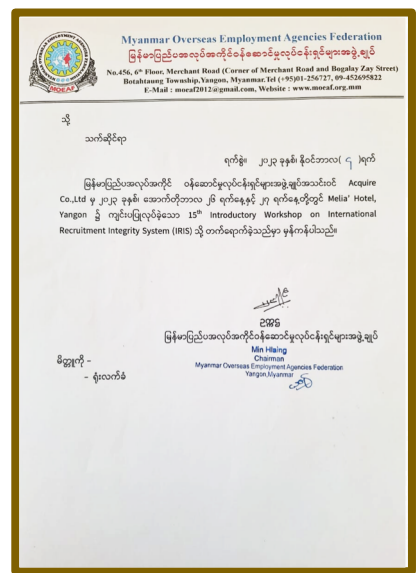 Myanmar Overseas Employment Agencies Federation
မြန်မာပြည်ပအလုပ်အကိုင်ဝန်ဆောင်မှုလုပ်ငန်းရှင်များအဖွဲ့ချုပ်
No.456, 6th Floor, Merchant Road (Corner of Merchant Road and Bogalay Zay Street)
Botahtaung Township,Yangon, Myanmar.Tel (+95)01-256727, 09-452695822
E-Mail : moeaf2012@gmail.com, Website : www.moeaf.org.mm
MOEAF
သို့
သက်ဆိုင်ရာ
ရက်စွဲ။ ၂၀၂၃ ခုနှစ်၊ နိုဝင်ဘာလ( ၄ )ရက်
မြန်မာပြည်ပအလုပ်အကိုင် ဝန်ဆောင်မှုလုပ်ငန်းရှင်များအဖွဲ့ချုပ်အသင်းဝင် Acquire
Co.,Ltd မှ ၂၀၂၃ ခုနှစ်၊ အောက်တိုဘာလ ၂၆ ရက်နေ့နှင့် ၂၇ ရက်နေ့တို့တွင် Melia' Hotel,
Yangon ၌ ကျင်းပပြုလုပ်ခဲ့သော 15th Introductory Workshop on International
Recruitment Integrity System (IRIS) သို့ တက်ရောက်ခဲ့သည်မှာ မှန်ကန်ပါသည်။
ဥက္ကဋ္ဌ
မြန်မာပြည်ပအလုပ်အကိုင်ဝန်ဆောင်မှုလုပ်ငန်းရှင်များအဖွဲ့ချုပ်
Min Hlaing
Chairman
Myanmar Overseas Employment Agencies Federation
Yangon,Myanmar
မိတ္တူကို -
- ရုံးလက်ခံ